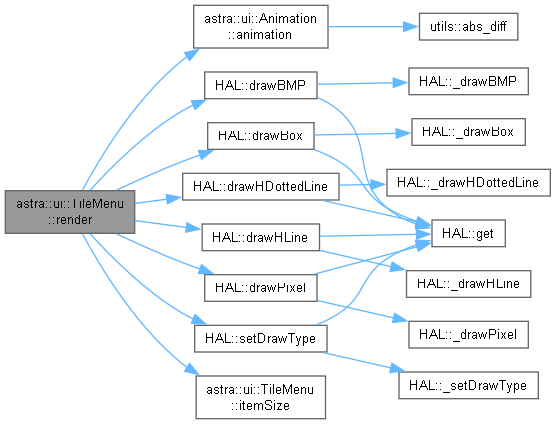 astra::ui::TileMenu
::render
astra::ui::Animation
::animation
HAL::drawBMP
HAL::drawBox
HAL::drawHDottedLine
HAL::drawHLine
HAL::drawPixel
HAL::setDrawType
astra::ui::TileMenu
::itemSize
utils::abs_diff
HAL::_drawBMP
HAL::_drawBox
HAL::_drawHDottedLine
HAL::get
HAL::_drawHLine
HAL::_drawPixel
HAL::_setDrawType